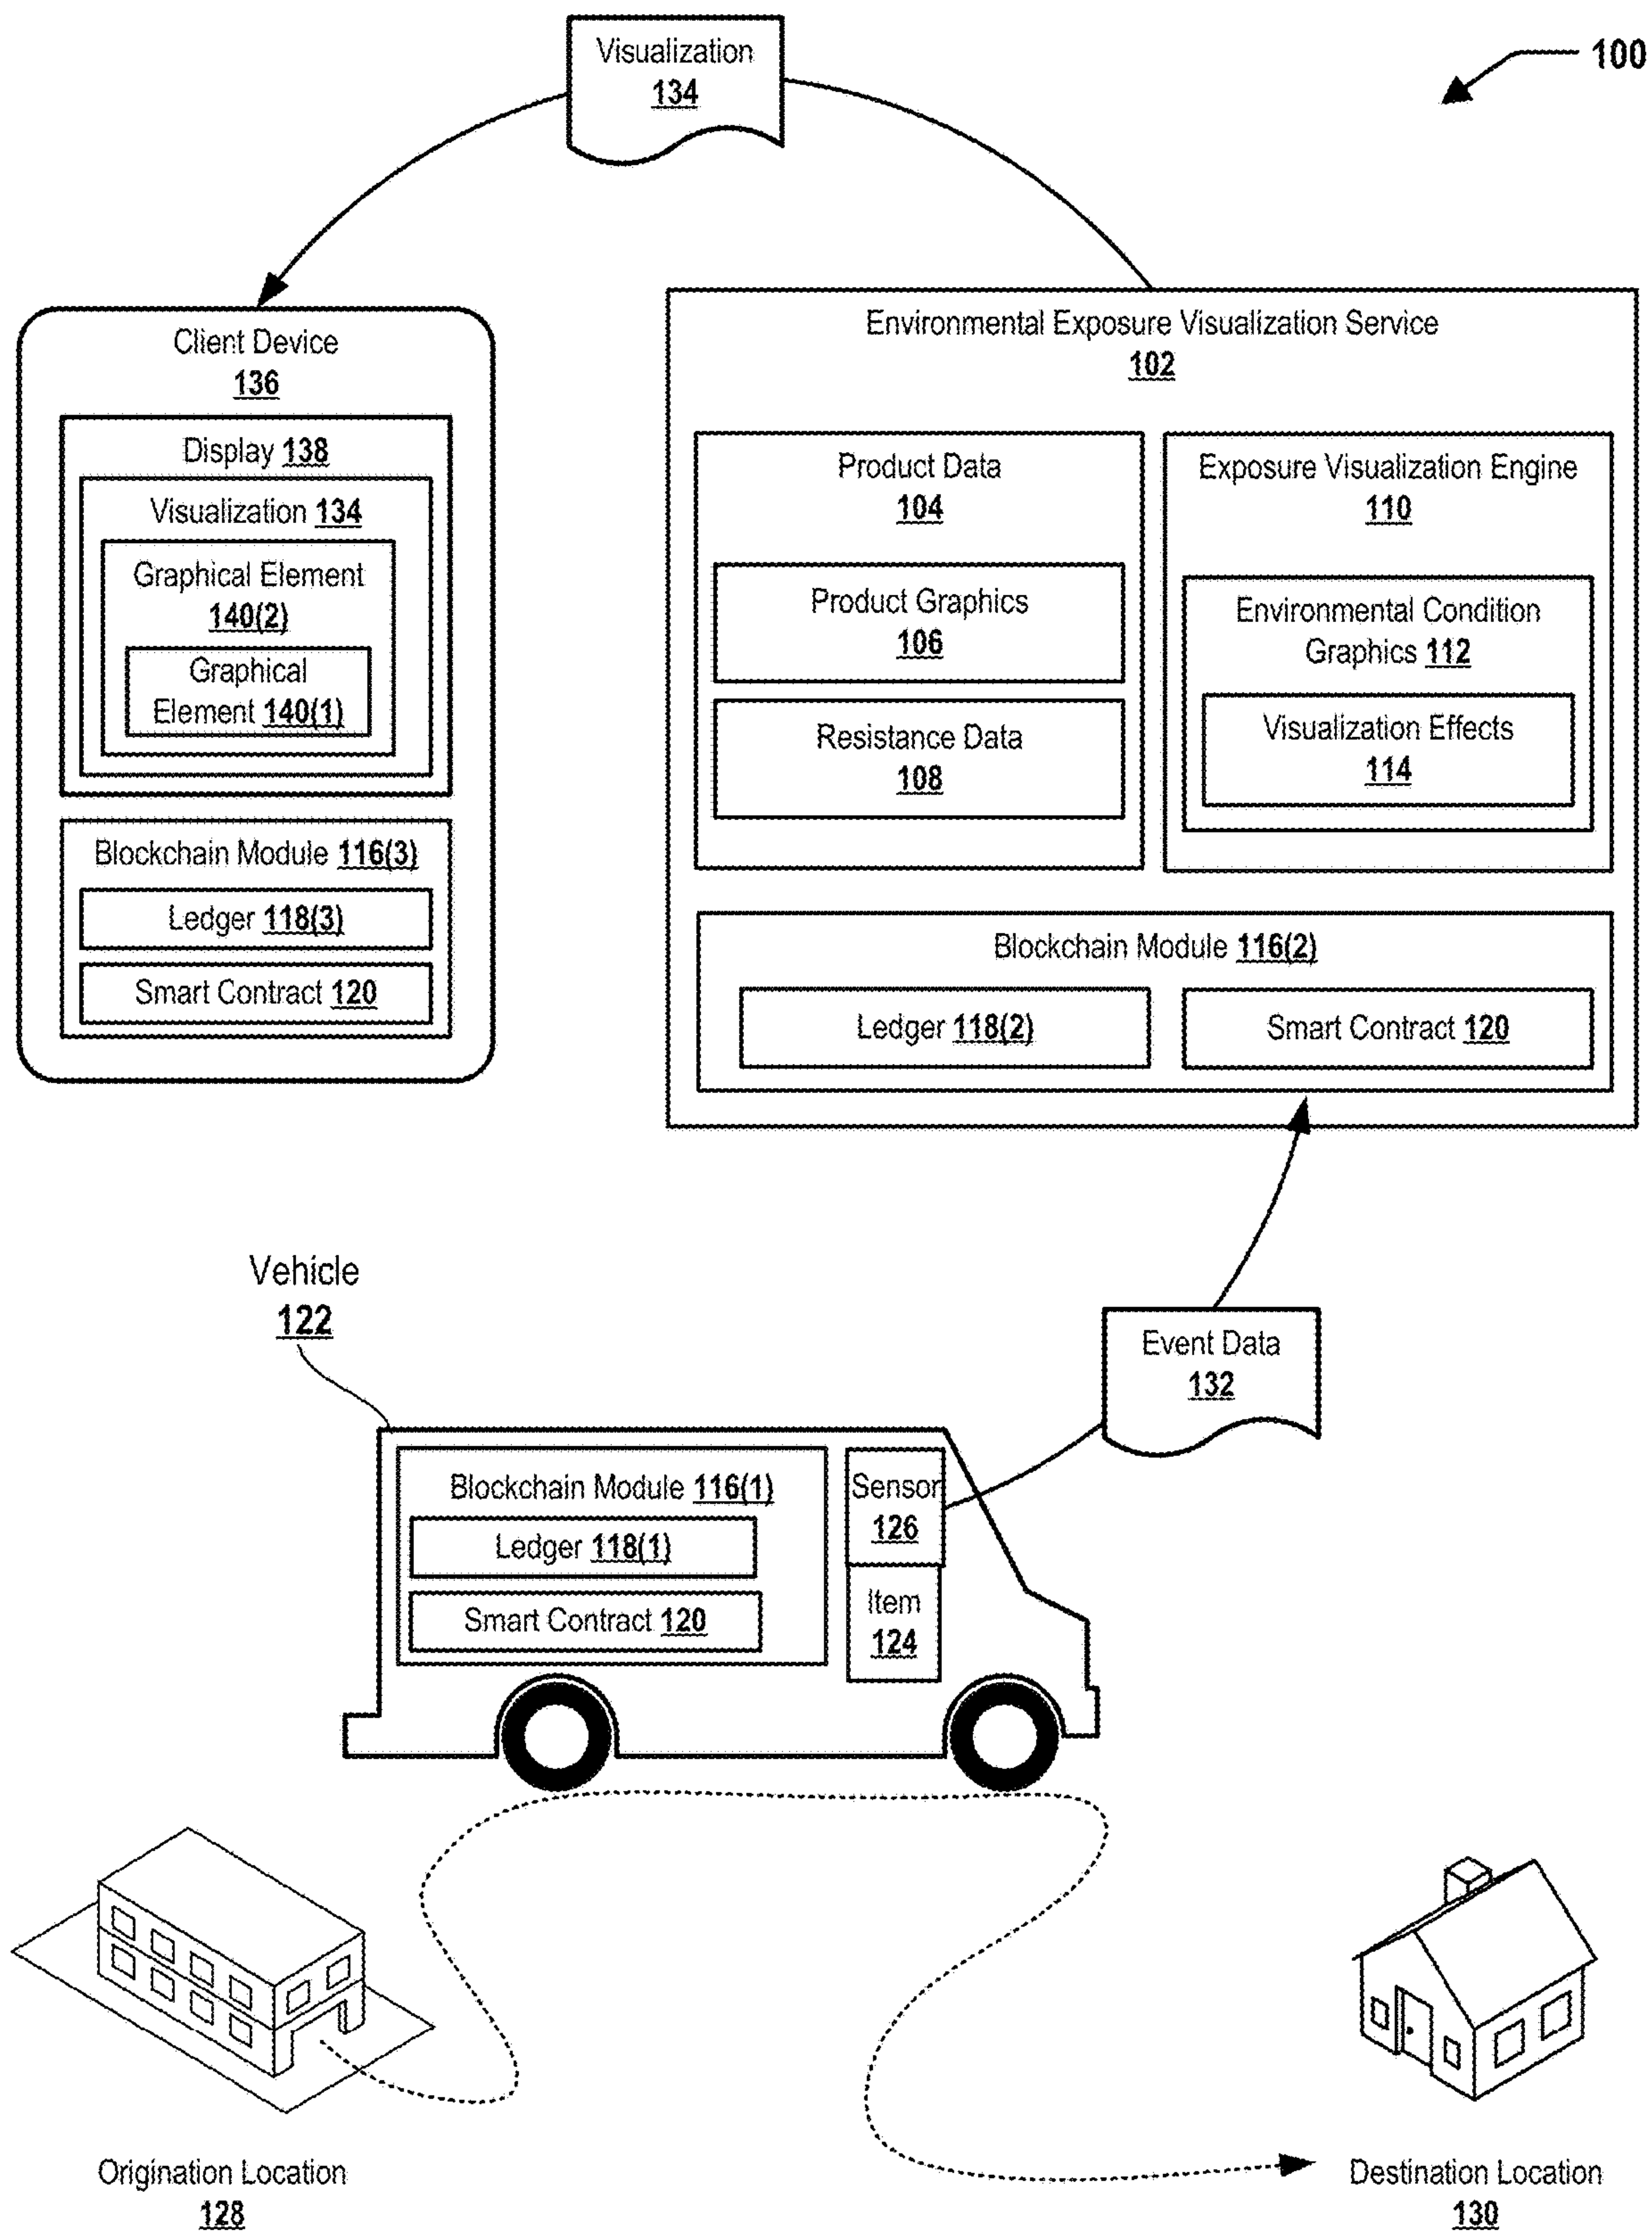 Visualization
134
100
Client Device
136
Display 138
Visualization 134
Graphical Element
140(2)
Graphical
Element 140(1)
Blockchain Module 116(3)
Ledger 118(3)
Smart Contract 120
Environmental Exposure Visualization Service
102
Product Data
104
Product Graphics
106
Resistance Data
108
Exposure Visualization Engine
110
Environmental Condition
Graphics 112
Visualization Effects
114
Blockchain Module 116(2)
Ledger 118(2)
Smart Contract 120
Vehicle
122
Event Data
132
Blockchain Module 116(1)
Ledger 118(1)
Smart Contract 120
Sensor
126
Item
124
Origination Location
128
Destination Location
130